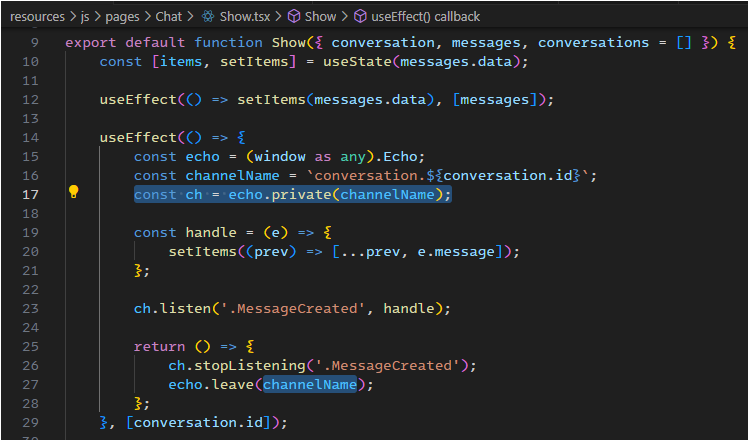 resources > js > pages > Chat > Show.tsx > Show > useEffect() callback
9 export default function Show({ conversation, messages, conversations = [] }) {
10     const [items, setItems] = useState(messages.data);
11
12     useEffect(() => setItems(messages.data), [messages]);
13
14     useEffect(() => {
15         const echo = (window as any).Echo;
16         const channelName = `conversation.${conversation.id}`;
17         const ch = echo.private(channelName);
18
19         const handle = (e) => {
20             setItems((prev) => [...prev, e.message]);
21         };
22
23         ch.listen('.MessageCreated', handle);
24
25         return () => {
26             ch.stopListening('.MessageCreated');
27             echo.leave(channelName);
28         };
29     }, [conversation.id]);